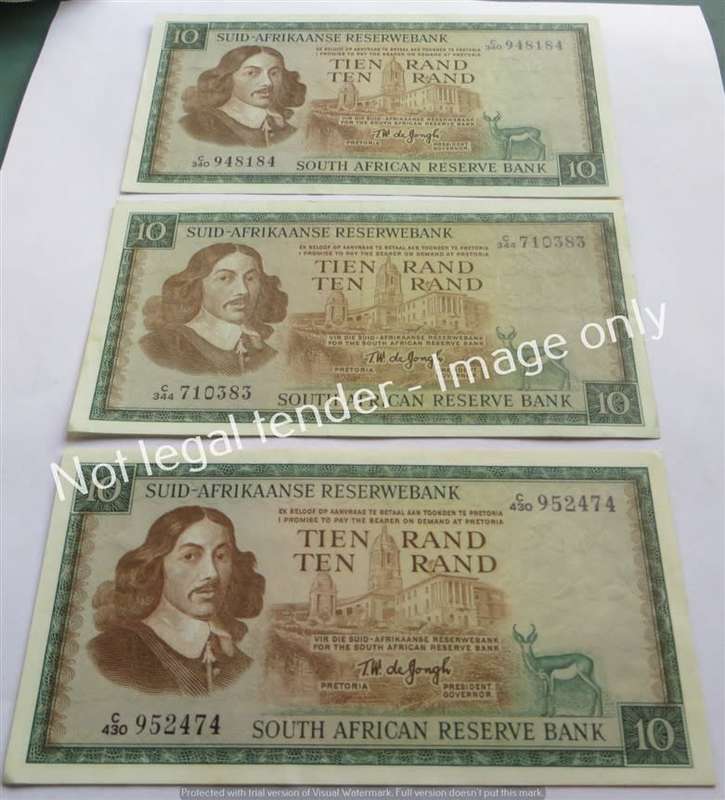 10
SUID-AFRIKAANSE RESERWEBANK
EK BELOOF OP AANVRAAG TE BETAAL AAN TOONDER TE PRETORIA
C/340 948184
I PROMISE TO PAY THE BEARER ON DEMAND AT PRETORIA
TIEN RAND
TEN RAND
VIR DIE SUID-AFRIKAANSE RESERWEBANK
FOR THE SOUTH AFRICAN RESERVE BANK
T.W. de Jongh
PRETORIA PRESIDENT
GOVERNOR
C/340 948184
SOUTH AFRICAN RESERVE BANK
10
10
SUID-AFRIKAANSE RESERWEBANK
EK BELOOF OP AANVRAAG TE BETAAL AAN TOONDER TE PRETORIA
C/344 710383
I PROMISE TO PAY THE BEARER ON DEMAND AT PRETORIA
TIEN RAND
TEN RAND
VIR DIE SUID-AFRIKAANSE RESERWEBANK
FOR THE SOUTH AFRICAN RESERVE BANK
T.W. de Jongh
PRETORIA
C/344 710383
SOUTH AFRICAN RESERVE BANK
10
Not legal tender - Image only
10
SUID-AFRIKAANSE RESERWEBANK
EK BELOOF OP AANVRAAG TE BETAAL AAN TOONDER TE PRETORIA
C/430 952474
I PROMISE TO PAY THE BEARER ON DEMAND AT PRETORIA
TIEN RAND
TEN RAND
VIR DIE SUID-AFRIKAANSE RESERWEBANK
FOR THE SOUTH AFRICAN RESERVE BANK
T.W. de Jongh
PRETORIA PRESIDENT
GOVERNOR
C/430 952474
SOUTH AFRICAN RESERVE BANK
10
Protected with trial version of Visual Watermark. Full version doesn't put this mark.